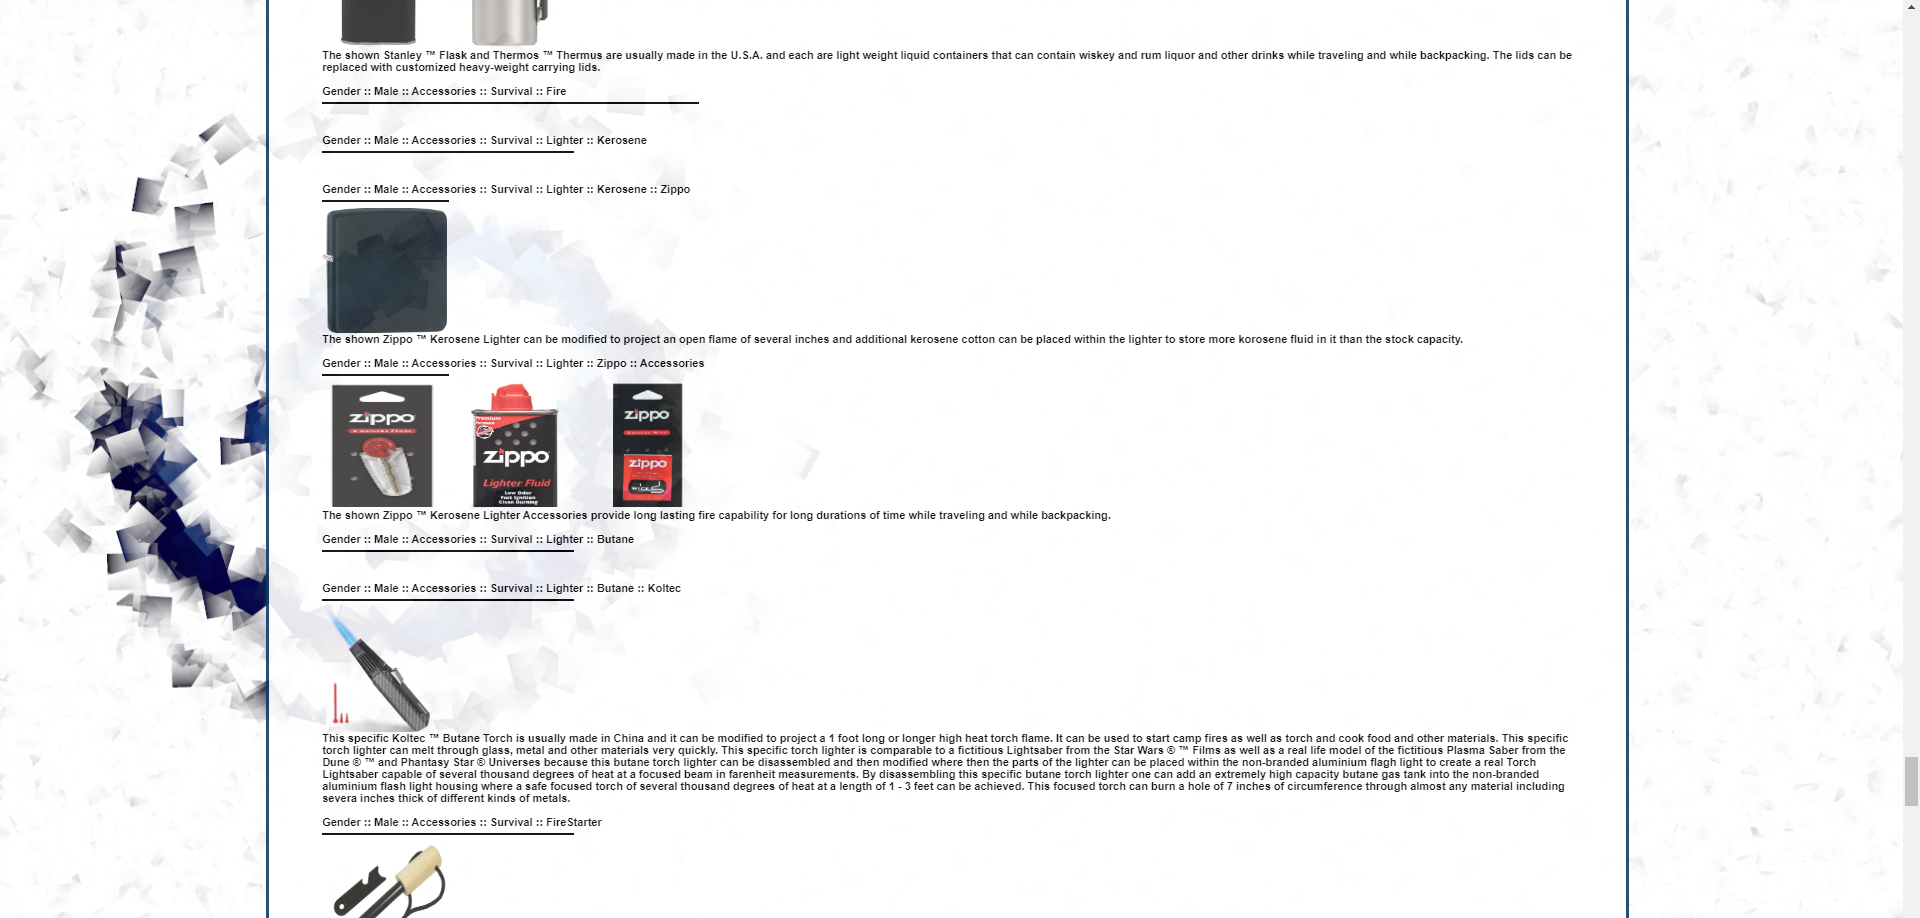 The shown Stanley ™ Flask and Thermos ™ Thermus are usually made in the U.S.A. and each are light weight liquid containers that can contain wiskey and rum liquor and other drinks while traveling and while backpacking. The lids can be
replaced with customized heavy-weight carrying lids.
Gender :: Male :: Accessories :: Survival :: Fire
Gender :: Male :: Accessories :: Survival :: Lighter :: Kerosene
Gender :: Male :: Accessories :: Survival :: Lighter :: Kerosene :: Zippo
The shown Zippo ™ Kerosene Lighter can be modified to project an open flame of several inches and additional kerosene cotton can be placed within the lighter to store more korosene fluid in it than the stock capacity.
Gender :: Male :: Accessories :: Survival :: Lighter :: Zippo :: Accessories
zippo
zippo
Lighter Fluid
Low Odor
Fast Ignition
Clean Burning
zippo
zippo
WICK
The shown Zippo ™ Kerosene Lighter Accessories provide long lasting fire capability for long durations of time while traveling and while backpacking.
Gender :: Male :: Accessories :: Survival :: Lighter :: Butane
Gender :: Male :: Accessories :: Survival :: Lighter :: Butane :: Koltec
This specific Koltec ™ Butane Torch is usually made in China and it can be modified to project a 1 foot long or longer high heat torch flame. It can be used to start camp fires as well as torch and cook food and other materials. This specific
torch lighter can melt through glass, metal and other materials very quickly. This specific torch lighter is comparable to a fictitious Lightsaber from the Star Wars ® ™ Films as well as a real life model of the fictitious Plasma Saber from the
Dune ® ™ and Phantasy Star ® Universes because this butane torch lighter can be disassembled and then modified where then the parts of the lighter can be placed within the non-branded aluminium flagh light to create a real Torch
Lightsaber capable of several thousand degrees of heat at a focused beam in farenheit measurements. By disassembling this specific butane torch lighter one can add an extremely high capacity butane gas tank into the non-branded
aluminium flash light housing where a safe focused torch of several thousand degrees of heat at a length of 1 - 3 feet can be achieved. This focused torch can burn a hole of 7 inches of circumference through almost any material including
severa inches thick of different kinds of metals.
Gender :: Male :: Accessories :: Survival :: FireStarter